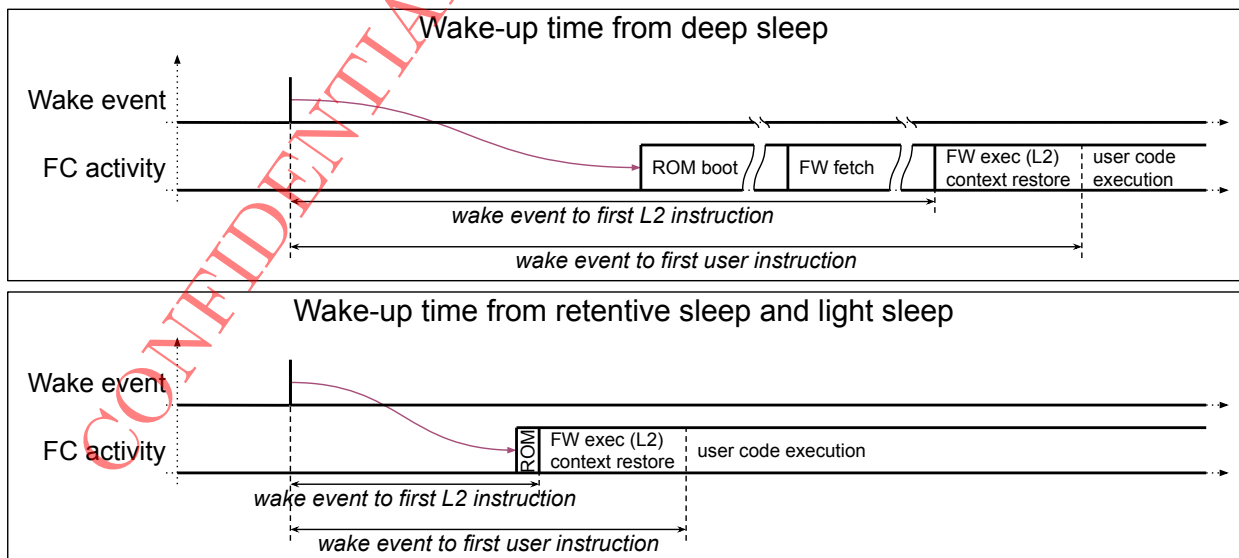 Wake-up time from deep sleep
Wake event
FC activity
ROM boot
FW fetch
FW exec (L2)
context restore
user code
execution
wake event to first L2 instruction
wake event to first user instruction
Wake-up time from retentive sleep and light sleep
Wake event
FC activity
ROM
FW exec (L2)
context restore
user code execution
wake event to first L2 instruction
wake event to first user instruction
CONFIDENTIA